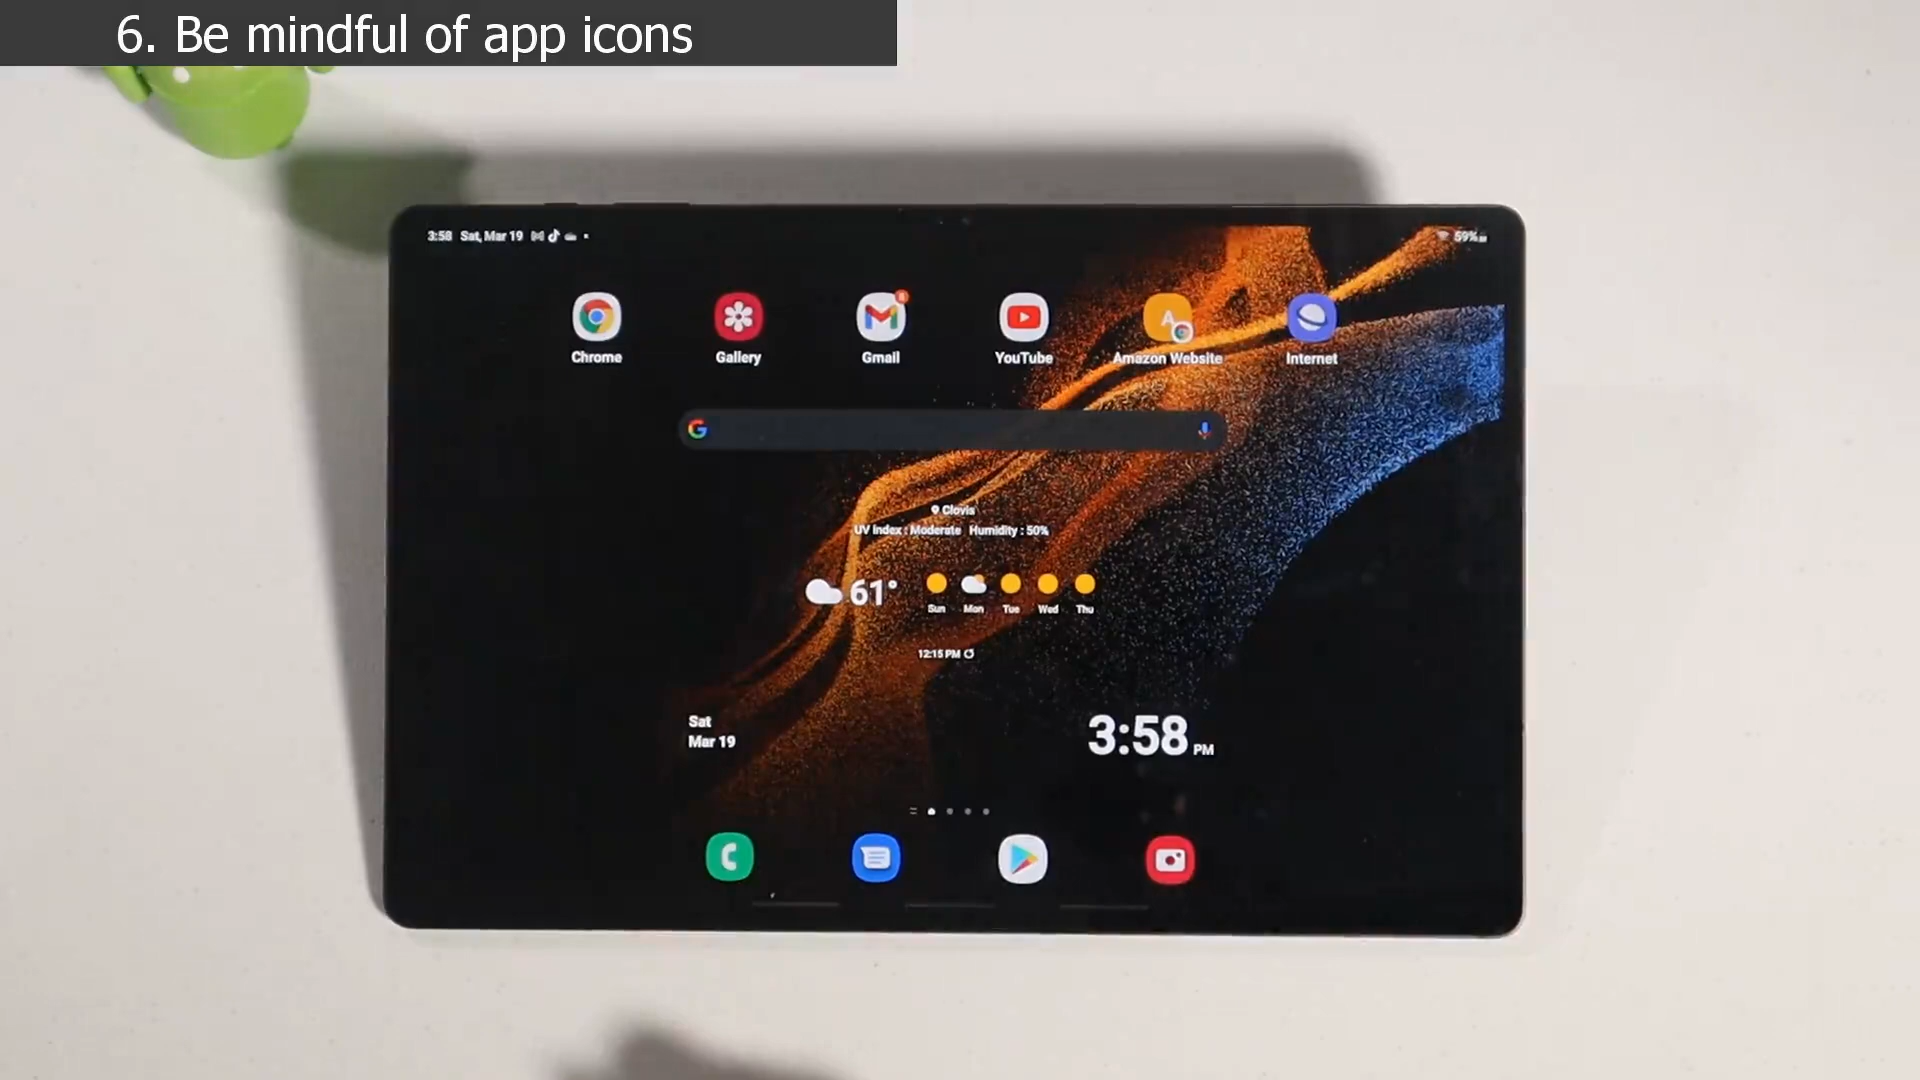 6. Be mindful of app icons
3:58 Sat, Mar 19
59%
Chrome
Gallery
Gmail
YouTube
A
Amazon Website
Internet
G
Clovis
UV index : Moderate Humidity : 50%
61°
Sun Mon Tue Wed Thu
12:15 PM
Sat
Mar 19
3:58 PM